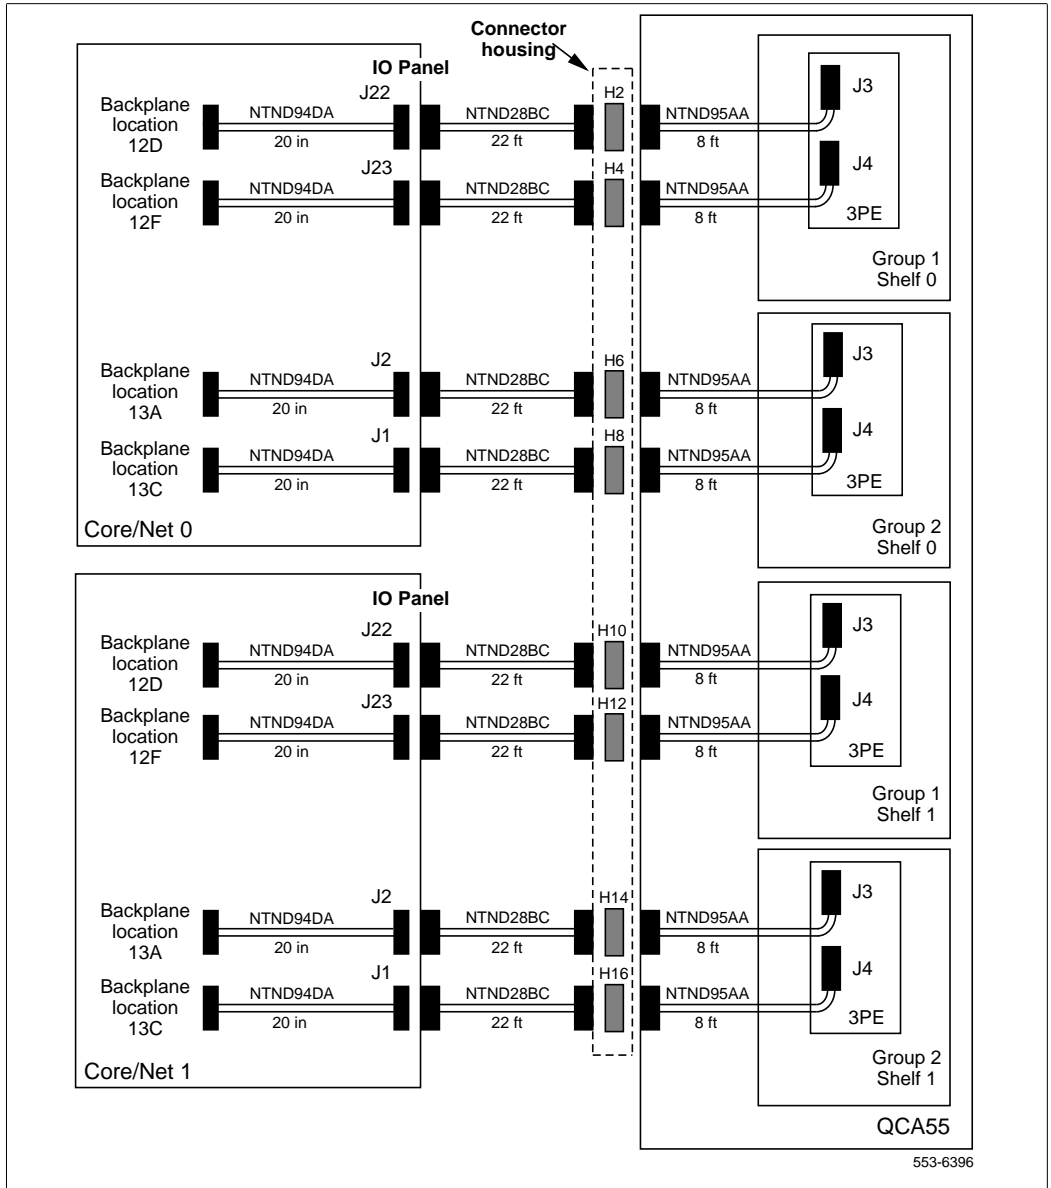 Connector
housing
IO Panel
Backplane
location
12D
NTND94DA
20 in
J22
NTND28BC
22 ft
H2
NTND95AA
8 ft
J3
Backplane
location
12F
NTND94DA
20 in
J23
NTND28BC
22 ft
H4
NTND95AA
8 ft
J4
3PE
Group 1
Shelf 0
Backplane
location
13A
NTND94DA
20 in
J2
NTND28BC
22 ft
H6
NTND95AA
8 ft
J3
Backplane
location
13C
NTND94DA
20 in
J1
NTND28BC
22 ft
H8
NTND95AA
8 ft
J4
3PE
Group 2
Shelf 0
Core/Net 0
IO Panel
Backplane
location
12D
NTND94DA
20 in
J22
NTND28BC
22 ft
H10
NTND95AA
8 ft
J3
Backplane
location
12F
NTND94DA
20 in
J23
NTND28BC
22 ft
H12
NTND95AA
8 ft
J4
3PE
Group 1
Shelf 1
Backplane
location
13A
NTND94DA
20 in
J2
NTND28BC
22 ft
H14
NTND95AA
8 ft
J3
Backplane
location
13C
NTND94DA
20 in
J1
NTND28BC
22 ft
H16
NTND95AA
8 ft
J4
3PE
Group 2
Shelf 1
Core/Net 1
QCA55
553-6396